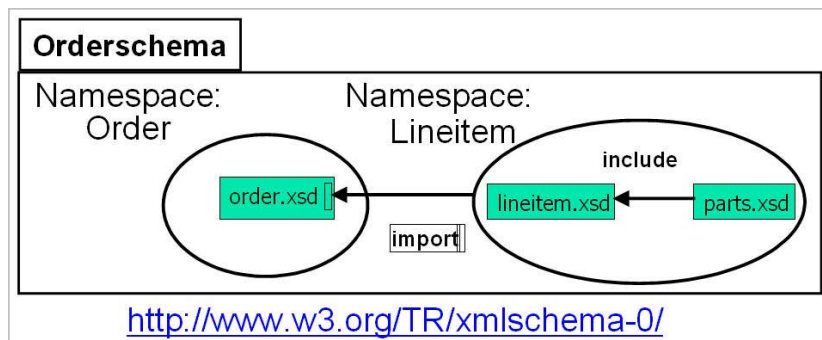 Orderschema
Namespace:
Order
Namespace:
Lineitem
include
order.xsd
lineitem.xsd
parts.xsd
import
http://www.w3.org/TR/xmlschema-0/